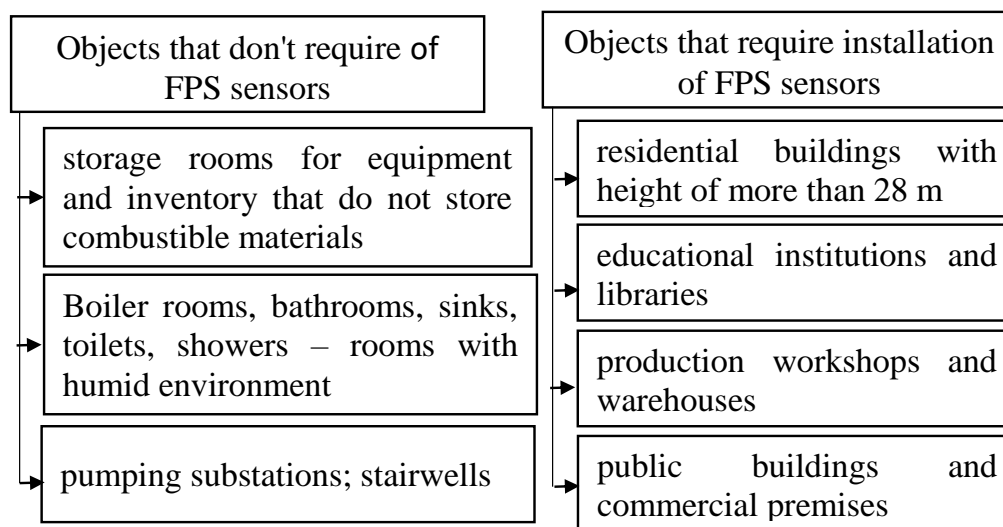 Objects that don't require of
FPS sensors
storage rooms for equipment
and inventory that do not store
combustible materials
Boiler rooms, bathrooms, sinks,
toilets, showers – rooms with
humid environment
pumping substations; stairwells
Objects that require installation
of FPS sensors
residential buildings with
height of more than 28 m
educational institutions and
libraries
production workshops and
warehouses
public buildings and
commercial premises